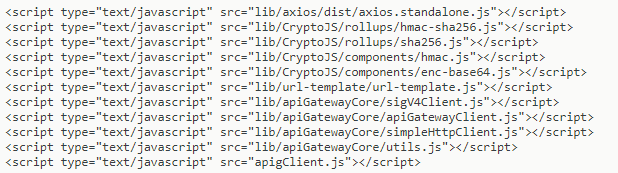 <script type="text/javascript" src="lib/axios/dist/axios.standalone.js"></script>
<script type="text/javascript" src="lib/CryptoJS/rollups/hmac-sha256.js"></script>
<script type="text/javascript" src="lib/CryptoJS/rollups/sha256.js"></script>
<script type="text/javascript" src="lib/CryptoJS/components/hmac.js"></script>
<script type="text/javascript" src="lib/CryptoJS/components/enc-base64.js"></script>
<script type="text/javascript" src="lib/url-template/url-template.js"></script>
<script type="text/javascript" src="lib/apiGatewayCore/sigV4Client.js"></script>
<script type="text/javascript" src="lib/apiGatewayCore/apiGatewayClient.js"></script>
<script type="text/javascript" src="lib/apiGatewayCore/simpleHttpClient.js"></script>
<script type="text/javascript" src="lib/apiGatewayCore/utils.js"></script>
<script type="text/javascript" src="apigClient.js"></script>